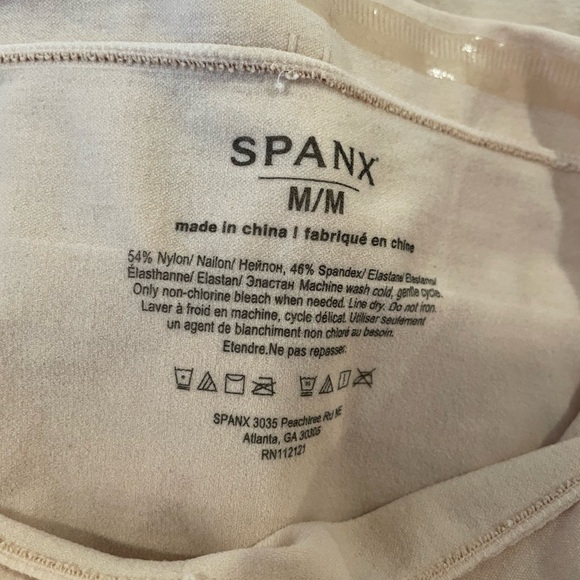 SPANX
M/M
made in china | fabriqué en chine
54% Nylon/ Nailon/ Нейлон, 46% Spandex/ Elastane/ Elastano/
Élasthanne/ Elastan/ Эластан Machine wash cold, gentle cycle.
Only non-chlorine bleach when needed. Line dry. Do not iron.
Laver à froid en machine, cycle délicat. Utiliser seulement
un agent de blanchiment non chloré au besoin.
Etendre.Ne pas repasser.
SPANX 3035 Peachtree Rd NE
Atlanta, GA 30305
RN112121